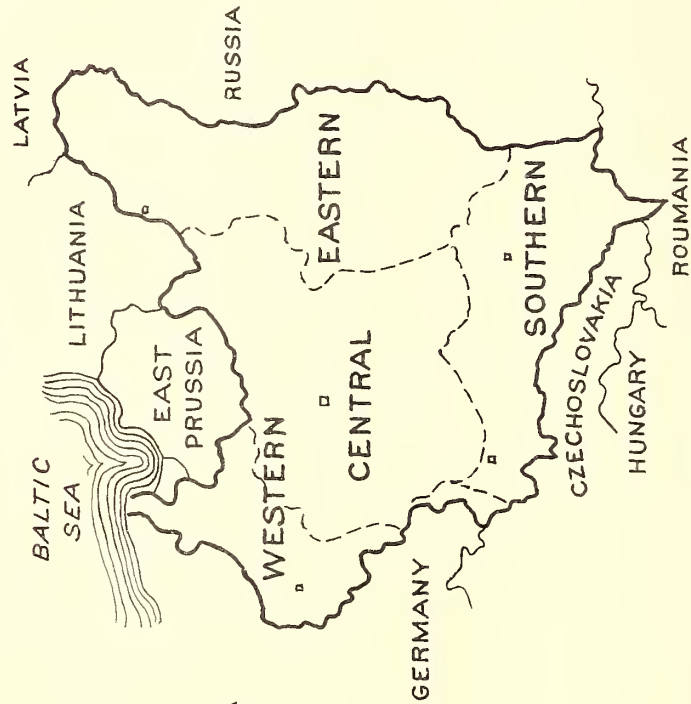 LATVIA
RUSSIA
LITHUANIA
BALTIC
SEA
EAST
PRUSSIA
EASTERN
WESTERN
CENTRAL
SOUTHERN
GERMANY
CZECHOSLOVAKIA
HUNGARY
ROUMANIA